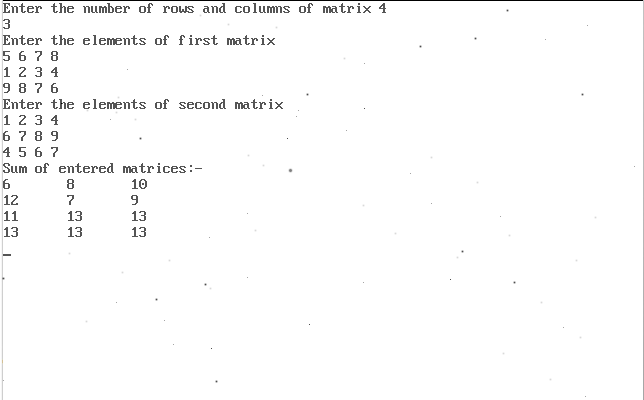 Enter the number of rows and columns of matrix 4
3
Enter the elements of first matrix
5 6 7 8
1 2 3 4
9 8 7 6
Enter the elements of second matrix
1 2 3 4
6 7 8 9
4 5 6 7
Sum of entered matrices:-
6 8 10
12 7 9
11 13 13
13 13 13